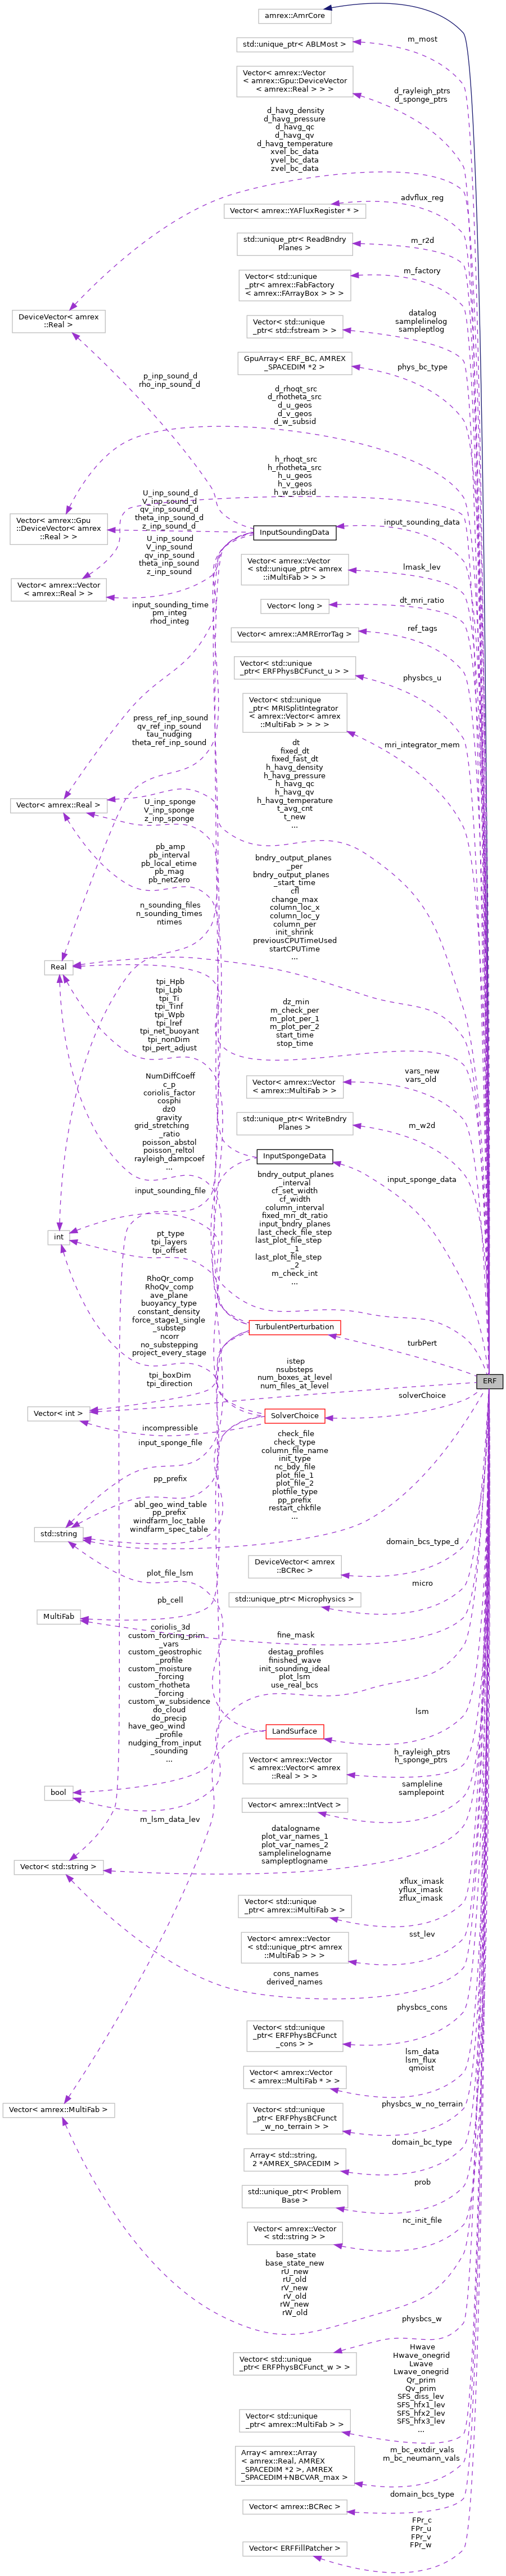 amrex::AmrCore
std::unique_ptr< ABLMost >
m_most
Vector< amrex::Vector
< amrex::Gpu::DeviceVector
< amrex::Real > > >
d_rayleigh_ptrs
d_sponge_ptrs
d_havg_density
d_havg_pressure
d_havg_qc
d_havg_qv
d_havg_temperature
xvel_bc_data
yvel_bc_data
zvel_bc_data
Vector< amrex::YAFluxRegister * >
advflux_reg
std::unique_ptr< ReadBndry
Planes >
m_r2d
Vector< std::unique
_ptr< amrex::FabFactory
< amrex::FArrayBox > > >
m_factory
DeviceVector< amrex
::Real >
Vector< std::unique
_ptr< std::fstream > >
datalog
samplelinelog
sampleptlog
GpuArray< ERF_BC, AMREX
_SPACEDIM *2 >
phys_bc_type
p_inp_sound_d
rho_inp_sound_d
d_rhoqt_src
d_rhotheta_src
d_u_geos
d_v_geos
d_w_subsid
h_rhoqt_src
h_rhotheta_src
h_u_geos
h_v_geos
h_w_subsid
Vector< amrex::Gpu
::DeviceVector< amrex
::Real > >
U_inp_sound_d
V_inp_sound_d
qv_inp_sound_d
theta_inp_sound_d
z_inp_sound_d
InputSoundingData
input_sounding_data
U_inp_sound
V_inp_sound
qv_inp_sound
theta_inp_sound
z_inp_sound
Vector< amrex::Vector
< amrex::Real > >
Vector< amrex::Vector
< std::unique_ptr< amrex
::iMultiFab > > >
lmask_lev
input_sounding_time
pm_integ
rhod_integ
Vector< long >
dt_mri_ratio
Vector< amrex::AMRErrorTag >
ref_tags
Vector< std::unique
_ptr< ERFPhysBCFunct_u > >
physbcs_u
Vector< std::unique
_ptr< MRISplitIntegrator
< amrex::Vector< amrex
::MultiFab > > > >
mri_integrator_mem
press_ref_inp_sound
qv_ref_inp_sound
tau_nudging
theta_ref_inp_sound
dt
fixed_dt
fixed_fast_dt
h_havg_density
h_havg_pressure
h_havg_qc
h_havg_qv
h_havg_temperature
t_avg_cnt
t_new
...
Vector< amrex::Real >
U_inp_sponge
V_inp_sponge
z_inp_sponge
pb_amp
pb_interval
pb_local_etime
pb_mag
pb_netZero
bndry_output_planes
_per
bndry_output_planes
_start_time
cfl
change_max
column_loc_x
column_loc_y
column_per
init_shrink
previousCPUTimeUsed
startCPUTime
...
n_sounding_files
n_sounding_times
ntimes
Real
tpi_Hpb
tpi_Lpb
tpi_Ti
tpi_Tinf
tpi_Wpb
tpi_lref
tpi_net_buoyant
tpi_nonDim
tpi_pert_adjust
dz_min
m_check_per
m_plot_per_1
m_plot_per_2
start_time
stop_time
NumDiffCoeff
c_p
coriolis_factor
cosphi
dz0
gravity
grid_stretching
_ratio
poisson_abstol
poisson_reltol
rayleigh_dampcoef
...
Vector< amrex::Vector
< amrex::MultiFab > >
vars_new
vars_old
std::unique_ptr< WriteBndry
Planes >
m_w2d
InputSpongeData
input_sponge_data
input_sounding_file
bndry_output_planes
_interval
cf_set_width
cf_width
column_interval
fixed_mri_dt_ratio
input_bndry_planes
last_check_file_step
last_plot_file_step
_1
last_plot_file_step
_2
m_check_int
...
int
pt_type
tpi_layers
tpi_offset
RhoQr_comp
RhoQv_comp
ave_plane
buoyancy_type
constant_density
force_stage1_single
_substep
ncorr
no_substepping
project_every_stage
TurbulentPerturbation
turbPert
istep
nsubsteps
num_boxes_at_level
num_files_at_level
ERF
tpi_boxDim
tpi_direction
solverChoice
Vector< int >
SolverChoice
incompressible
input_sponge_file
check_file
check_type
column_file_name
init_type
nc_bdy_file
plot_file_1
plot_file_2
plotfile_type
pp_prefix
restart_chkfile
...
pp_prefix
abl_geo_wind_table
pp_prefix
windfarm_loc_table
windfarm_spec_table
std::string
domain_bcs_type_d
DeviceVector< amrex
::BCRec >
plot_file_lsm
micro
std::unique_ptr< Microphysics >
pb_cell
MultiFab
fine_mask
coriolis_3d
custom_forcing_prim
_vars
custom_geostrophic
_profile
custom_moisture
_forcing
custom_rhotheta
_forcing
custom_w_subsidence
do_cloud
do_precip
have_geo_wind
_profile
nudging_from_input
_sounding
...
destag_profiles
finished_wave
init_sounding_ideal
plot_lsm
use_real_bcs
LandSurface
lsm
Vector< amrex::Vector
< amrex::Vector< amrex
::Real > > >
h_rayleigh_ptrs
h_sponge_ptrs
bool
Vector< amrex::IntVect >
sampleline
samplepoint
m_lsm_data_lev
datalogname
plot_var_names_1
plot_var_names_2
samplelinelogname
sampleptlogname
Vector< std::string >
Vector< std::unique
_ptr< amrex::iMultiFab > >
xflux_imask
yflux_imask
zflux_imask
Vector< amrex::Vector
< std::unique_ptr< amrex
::MultiFab > > >
sst_lev
cons_names
derived_names
Vector< std::unique
_ptr< ERFPhysBCFunct
_cons > >
physbcs_cons
Vector< amrex::Vector
< amrex::MultiFab * > >
lsm_data
lsm_flux
qmoist
Vector< amrex::MultiFab >
Vector< std::unique
_ptr< ERFPhysBCFunct
_w_no_terrain > >
physbcs_w_no_terrain
Array< std::string,
2 *AMREX_SPACEDIM >
domain_bc_type
std::unique_ptr< Problem
Base >
prob
Vector< amrex::Vector
< std::string > >
nc_init_file
base_state
base_state_new
rU_new
rU_old
rV_new
rV_old
rW_new
rW_old
physbcs_w
Vector< std::unique
_ptr< ERFPhysBCFunct_w > >
Hwave
Hwave_onegrid
Lwave
Lwave_onegrid
Qr_prim
Qv_prim
SFS_diss_lev
SFS_hfx1_lev
SFS_hfx2_lev
SFS_hfx3_lev
...
Vector< std::unique
_ptr< amrex::MultiFab > >
Array< amrex::Array
< amrex::Real, AMREX
_SPACEDIM *2 >, AMREX
_SPACEDIM+NBCVAR_max >
m_bc_extdir_vals
m_bc_neumann_vals
Vector< amrex::BCRec >
domain_bcs_type
Vector< ERFFillPatcher >
FPr_c
FPr_u
FPr_v
FPr_w